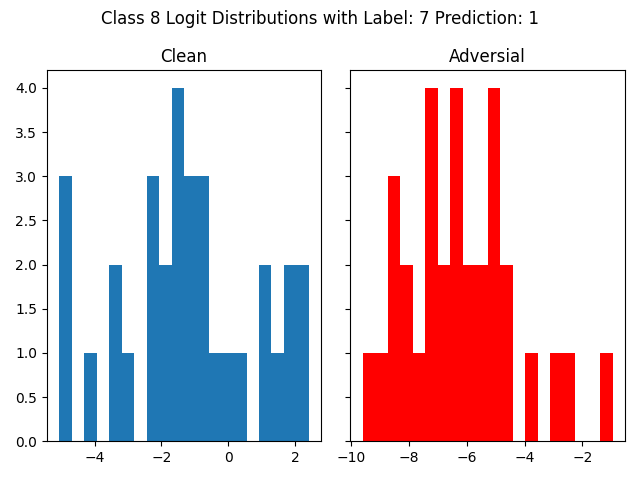 Class 8 Logit Distributions with Label: 7 Prediction: 1
Clean
Adversial
4.0
3.5
3.0
2.5
2.0
1.5
1.0
0.5
0.0
−4 −2 0 2
−10 −8 −6 −4 −2